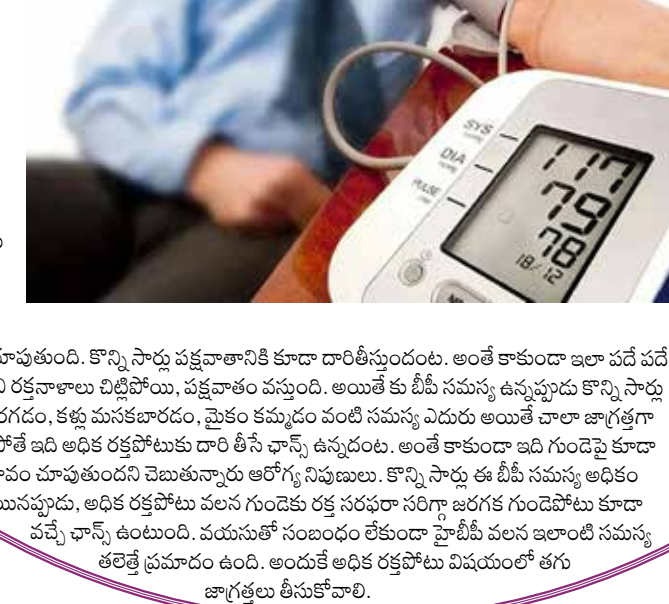 SYS
DIA
PULSE
117
79
78
18/12
చూపుతుంది. కొన్ని సార్లు పక్షవాతానికి కూడా దారితీస్తుందంట. అంతే కాకుండా ఇలా పదే పదే
రక్తనాళాలు చిట్లిపోయి, పక్షవాతం వస్తుంది. అయితే కు బీపీ సమస్య ఉన్నప్పుడు కొన్ని సార్లు
రగడం, కళ్లు మసకబారడం, మైకం కమ్మడం వంటి సమస్య ఎదురు అయితే చాలా జాగ్రత్తగా
పోతే ఇది అధిక రక్తపోటుకు దారి తీసే ఛాన్స్ ఉన్నదంట. అంతే కాకుండా ఇది గుండెపై కూడా
చూపుతుందని చెబుతున్నారు ఆరోగ్య నిపుణులు. కొన్ని సార్లు ఈ బీపీ సమస్య అధికం
యినప్పుడు, అధిక రక్తపోటు వలన గుండెకు రక్త సరఫరా సరిగ్గా జరగక గుండెపోటు కూడా
వచ్చే ఛాన్స్ ఉంటుంది. వయసుతో సంబంధం లేకుండా హైబీపీ వలన ఇలాంటి సమస్య
తలెత్తే ప్రమాదం ఉంది. అందుకే అధిక రక్తపోటు విషయంలో తగు
జాగ్రత్తలు తీసుకోవాలి.